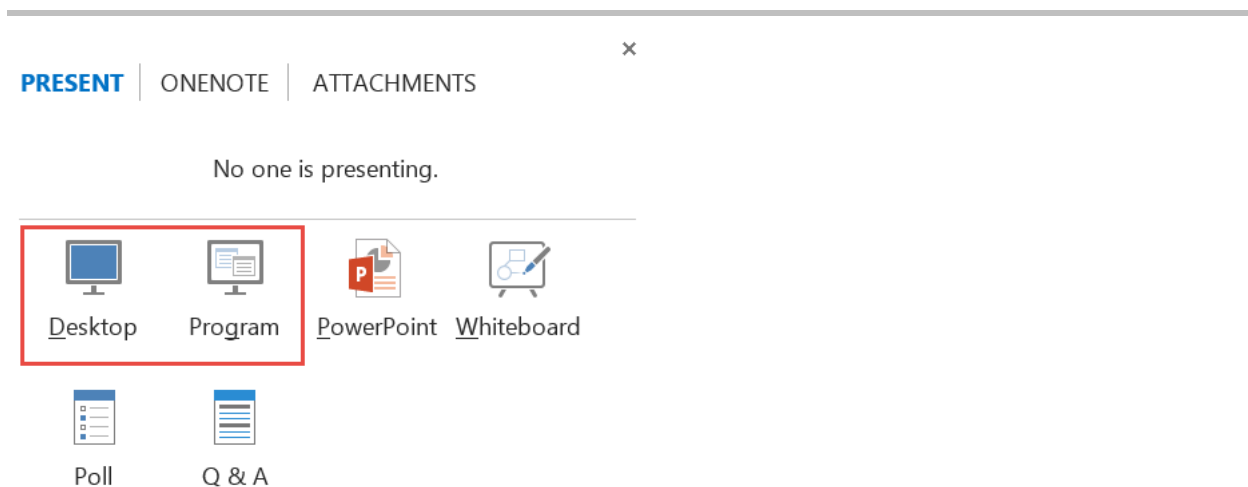 PRESENT ONENOTE ATTACHMENTS
No one is presenting.
P
Desktop Program PowerPoint Whiteboard
Poll Q & A